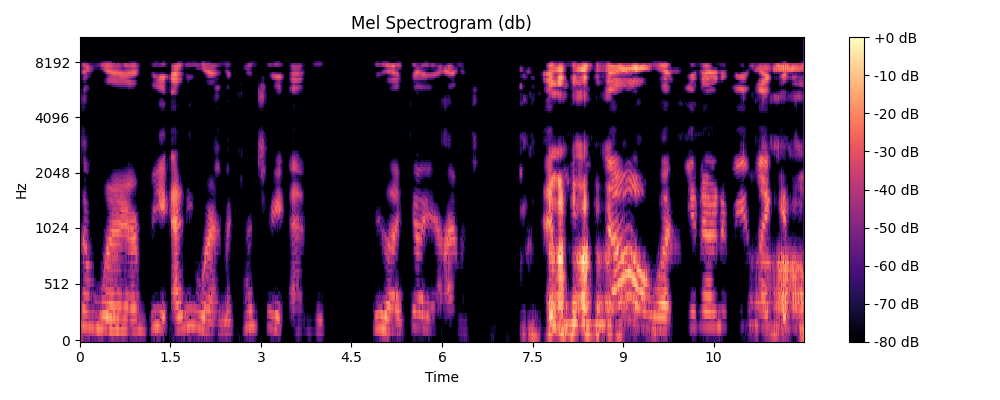 Mel Spectrogram (db)
8192
4096
2048
1024
512
0
Hz
0 1.5 3 4.5 6 7.5 9 10
Time
+0 dB
-10 dB
-20 dB
-30 dB
-40 dB
-50 dB
-60 dB
-70 dB
-80 dB